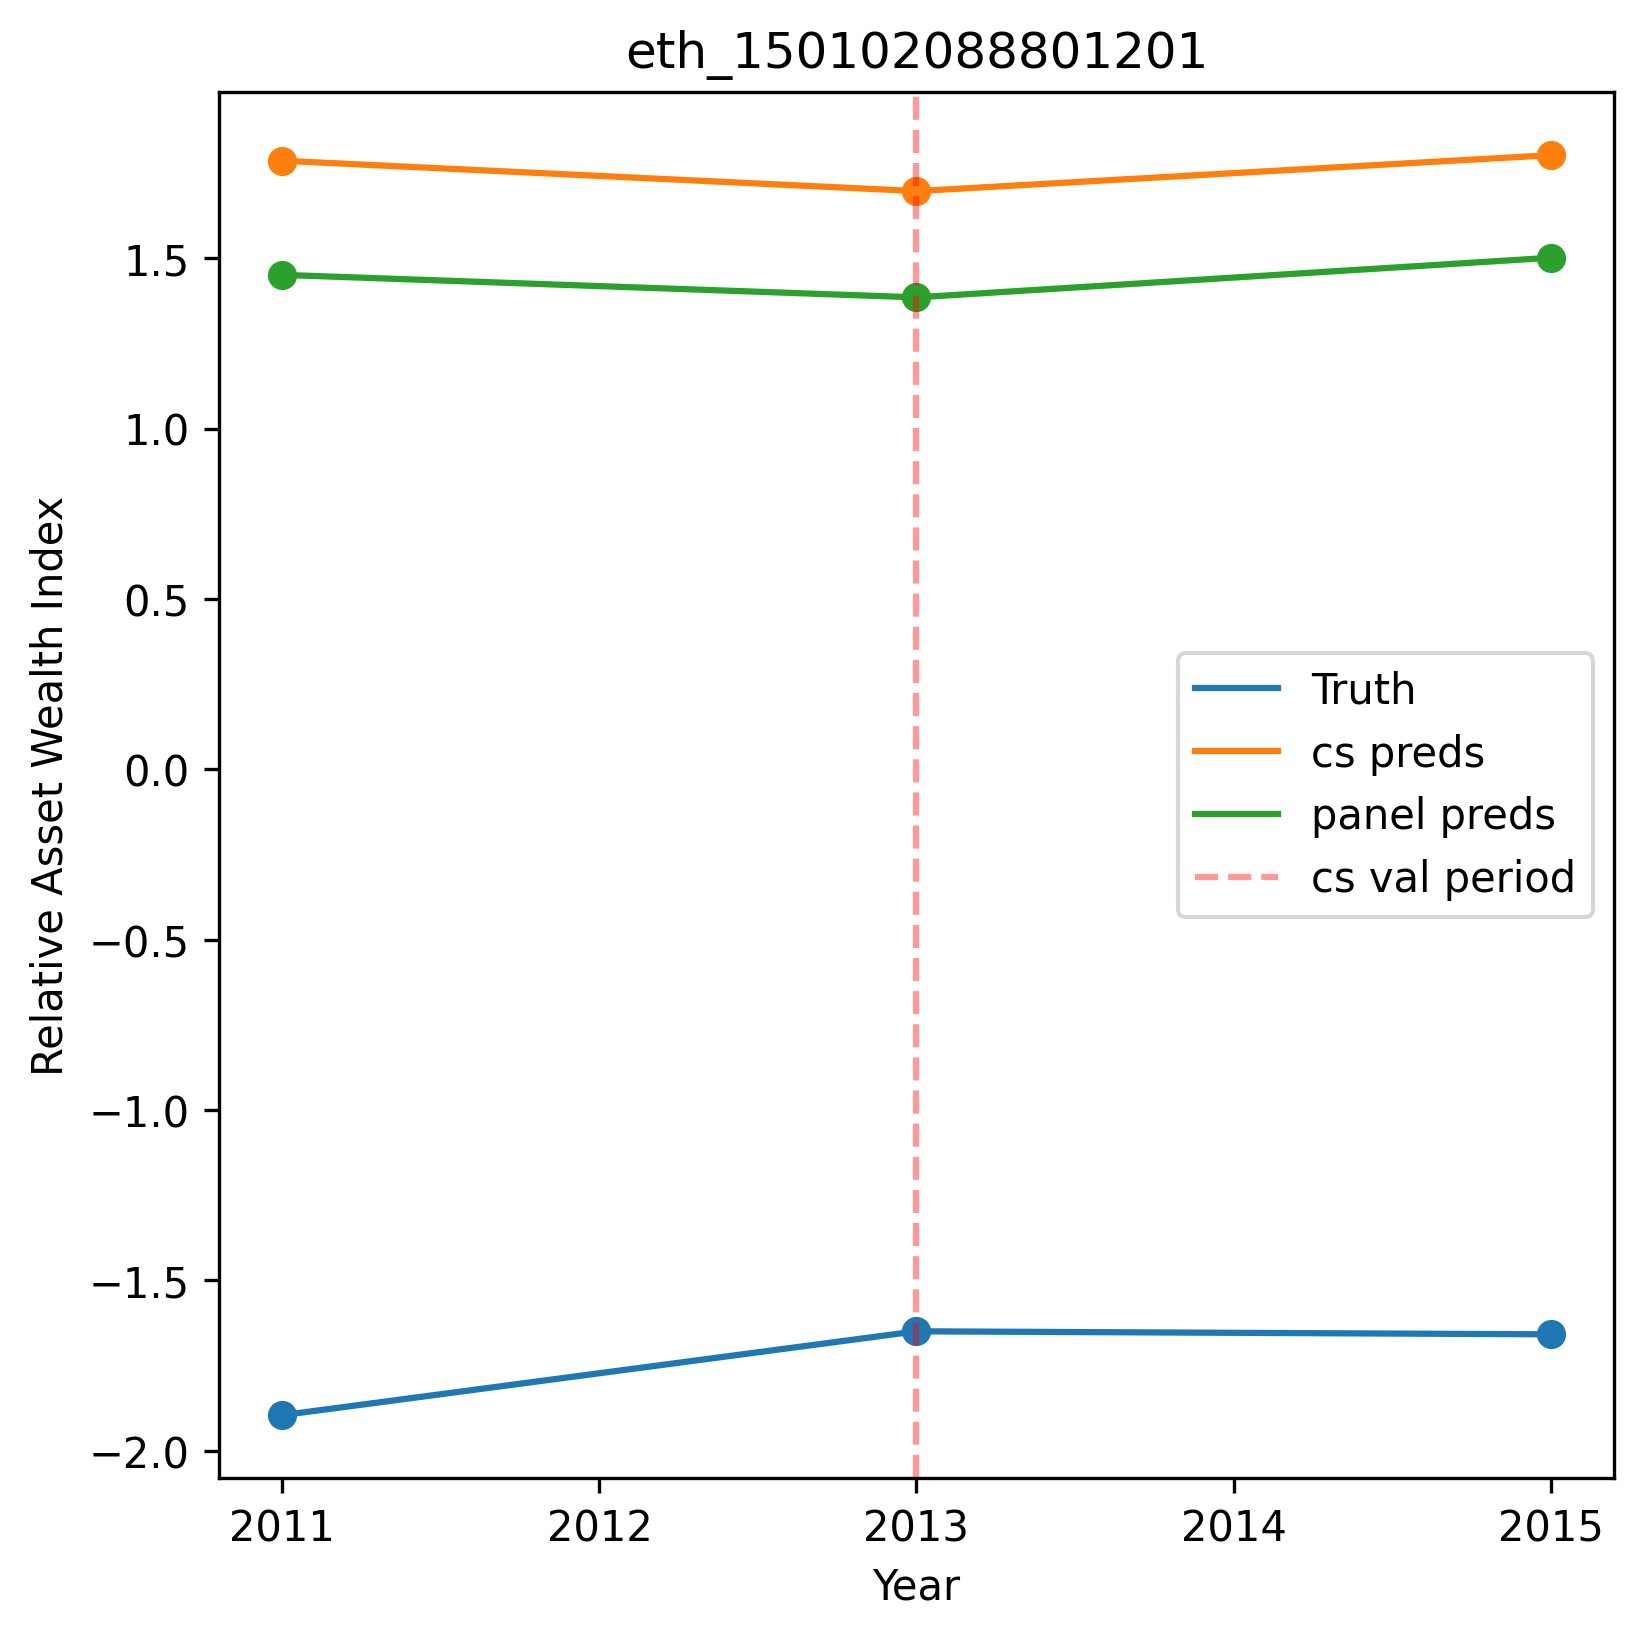 eth_150102088801201
Relative Asset Wealth Index
1.5
1.0
0.5
0.0
−0.5
−1.0
−1.5
−2.0
Truth
cs preds
panel preds
cs val period
2011 2012 2013 2014 2015
Year